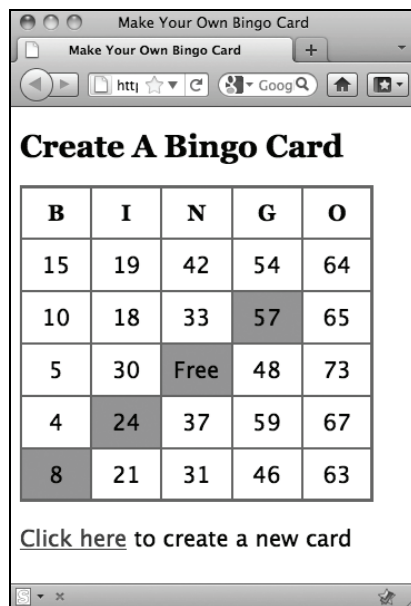 Make Your Own Bingo Card
Make Your Own Bingo Card
http Goog
Create A Bingo Card
B I N G O
15 19 42 54 64
10 18 33 57 65
5 30 Free 48 73
4 24 37 59 67
8 21 31 46 63
Click here to create a new card
S